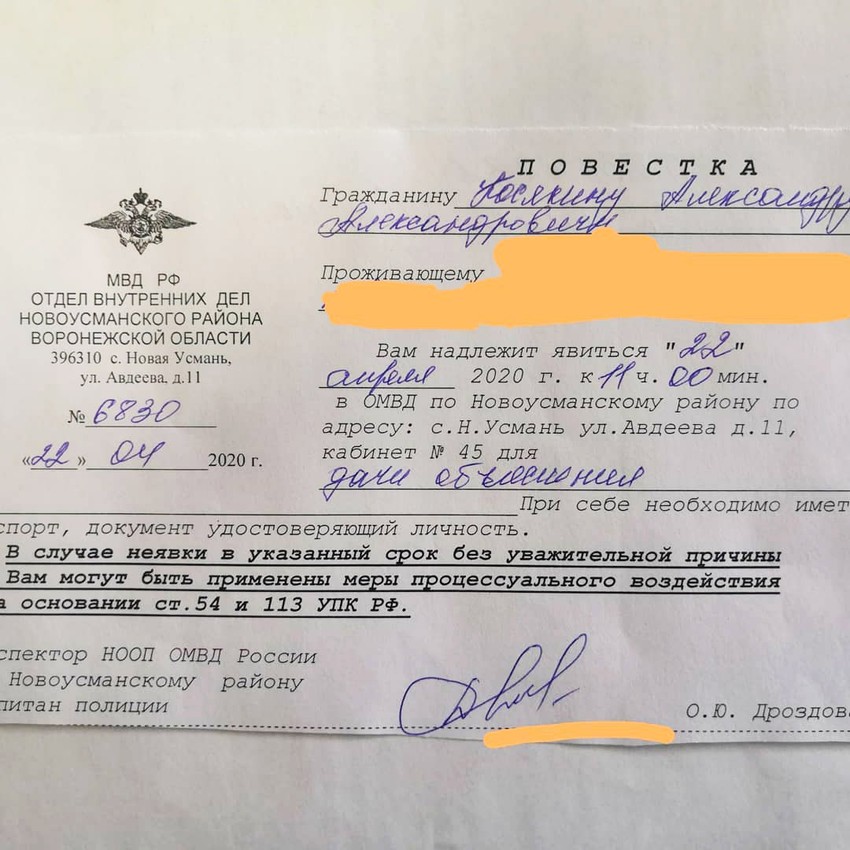 ПОВЕСТКА
Гражданину Косякину Александру
Александровичу
Проживающему
МВД РФ
ОТДЕЛ ВНУТРЕННИХ ДЕЛ
НОВОУСМАНСКОГО РАЙОНА
ВОРОНЕЖСКОЙ ОБЛАСТИ
396310 с. Новая Усмань,
ул. Авдеева, д.11
№ 6830
«22» 04 2020 г.
Вам надлежит явиться "22"
апреля 2020 г. к 11 ч. 00 мин.
в ОМВД по Новоусманскому району по
адресу: с.Н.Усмань ул.Авдеева д.11,
кабинет № 45 для
дачи объяснения
При себе необходимо имет
спорт, документ удостоверяющий личность.
В случае неявки в указанный срок без уважительной причины
Вам могут быть применены меры процессуального воздействия
а основании ст.54 и 113 УПК РФ.
спектор НООП ОМВД России
Новоусманскому району
питан полиции
О.Ю. Дроздова